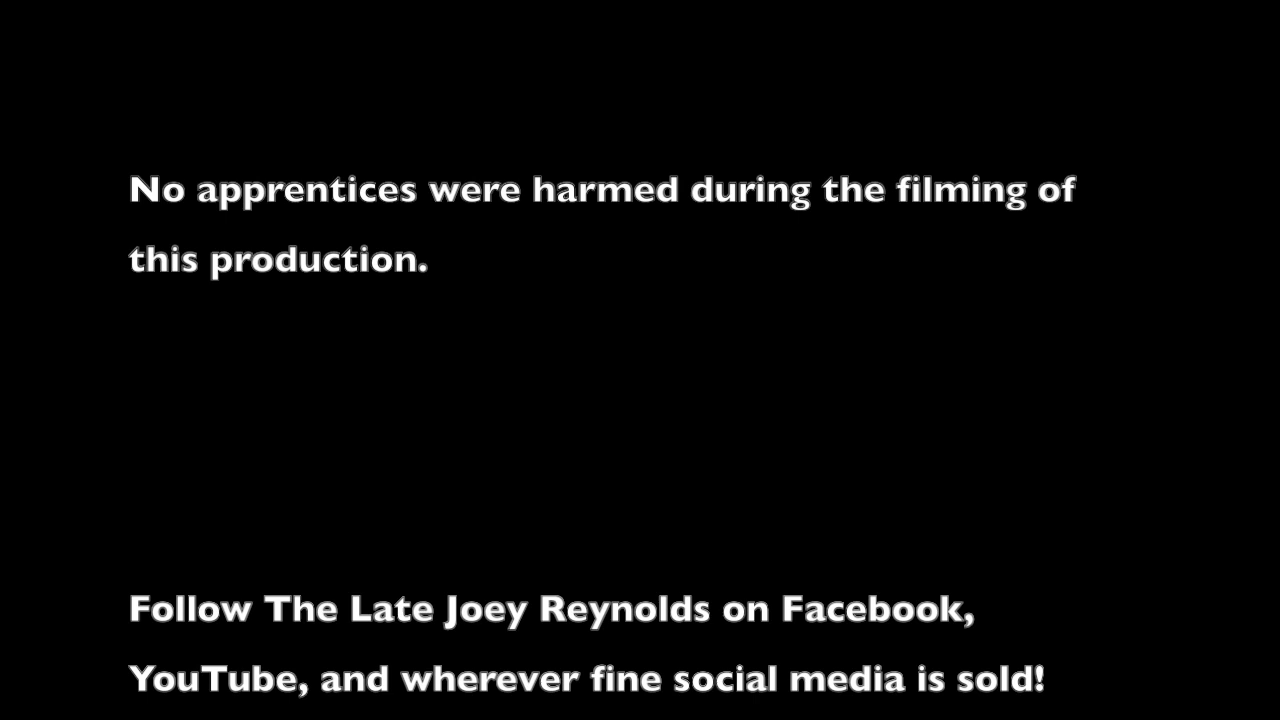 No apprentices were harmed during the filming of
this production.
Follow The Late Joey Reynolds on Facebook,
YouTube, and wherever fine social media is sold!